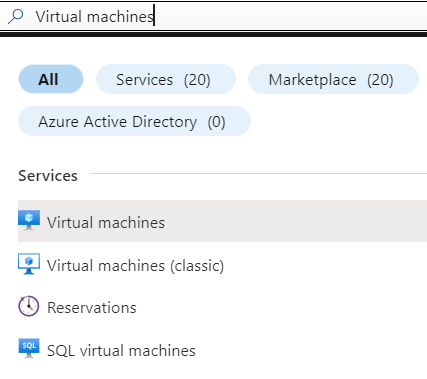 Virtual machines
All Services (20) Marketplace (20)
Azure Active Directory (0)
Services
Virtual machines
Virtual machines (classic)
Reservations
SQL SQL virtual machines